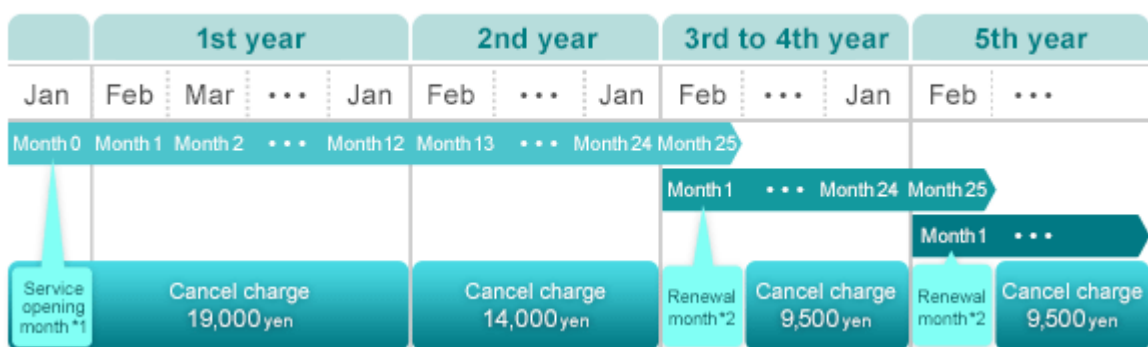 1st year 2nd year 3rd to 4th year 5th year
Jan Feb Mar ••• Jan Feb ••• Jan Feb ••• Jan Feb •••
Month 0 Month 1 Month 2 ••• Month 12 Month 13 ••• Month 24 Month 25
Month 1 ••• Month 24 Month 25
Month 1 •••
Service
opening
month*1
Cancel charge
19,000 yen
Cancel charge
14,000 yen
Renewal
month*2
Cancel charge
9,500 yen
Renewal
month*2
Cancel charge
9,500 yen